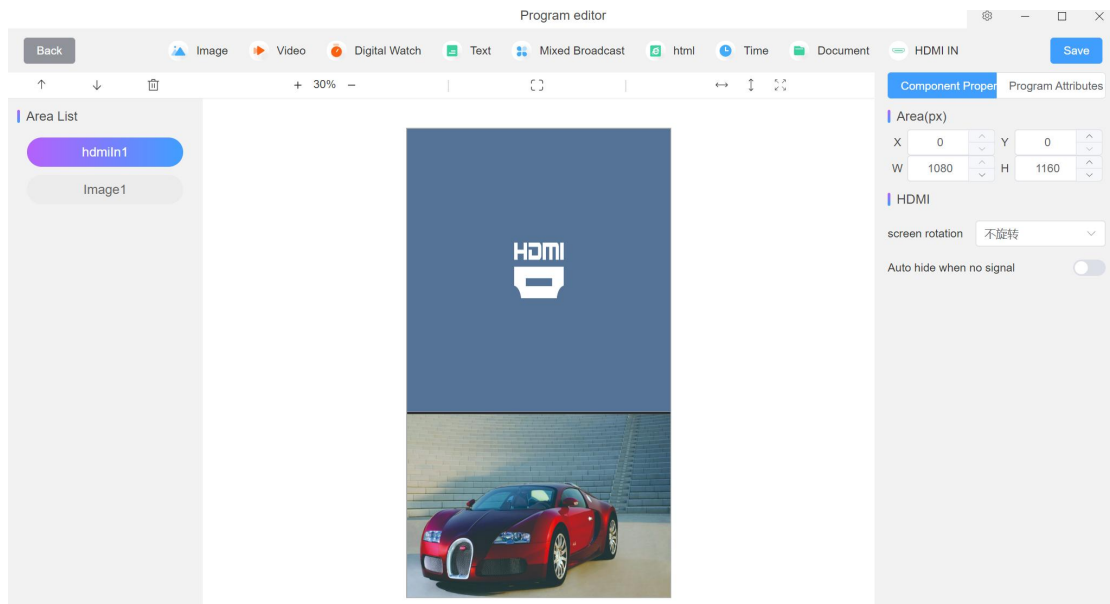 Program editor
Back Image Video Digital Watch Text Mixed Broadcast html Time Document HDMI IN Save
+ 30% −
Component Proper Program Attributes
Area List
hdmiIn1
Image1
HDMI
Area(px)
X 0 Y 0
W 1080 H 1160
HDMI
screen rotation 不旋转
Auto hide when no signal